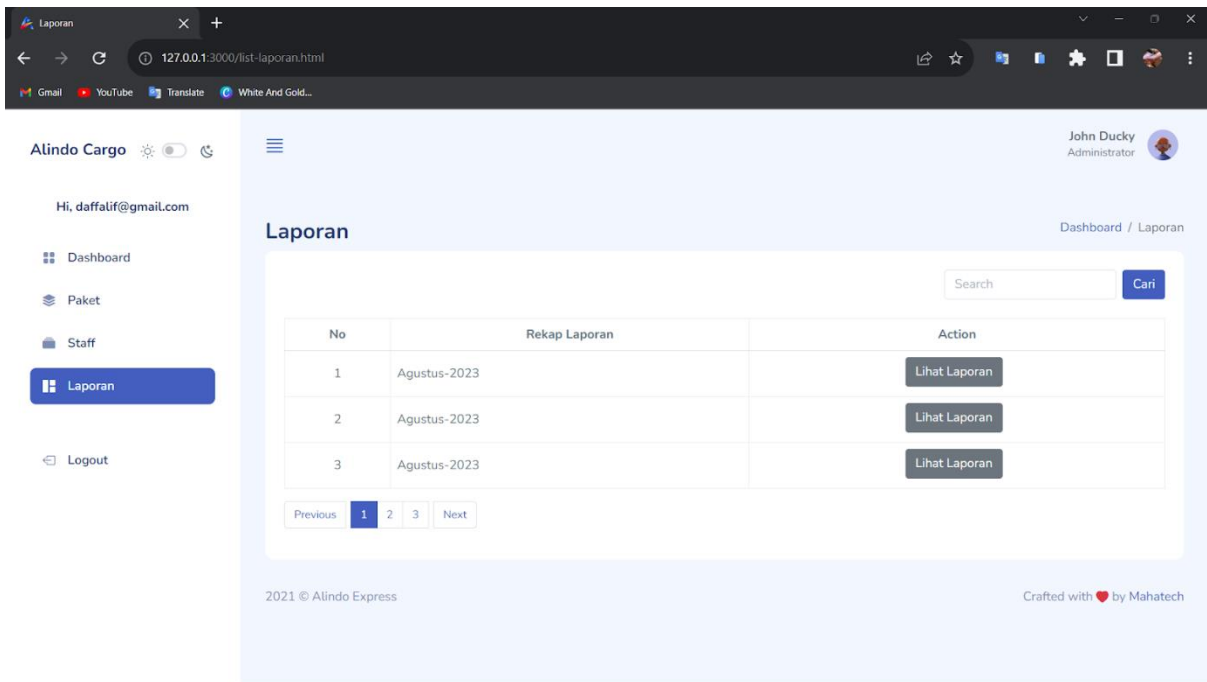 Laporan
127.0.0.1:3000/list-laporan.html
Gmail YouTube Translate White And Gold...
Alindo Cargo
John Ducky
Administrator
Hi, daffalif@gmail.com
Dashboard
Paket
Staff
Laporan
Logout
Laporan
Dashboard / Laporan
Search Cari
No Rekap Laporan Action
1 Agustus-2023 Lihat Laporan
2 Agustus-2023 Lihat Laporan
3 Agustus-2023 Lihat Laporan
Previous 1 2 3 Next
2021 © Alindo Express
Crafted with ❤ by Mahatech